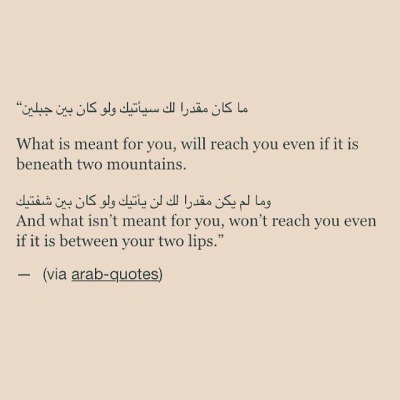 “ما كان مقدرا لك سيأتيك ولو كان بين جبلين
What is meant for you, will reach you even if it is
beneath two mountains.
وما لم يكن مقدرا لك لن يأتيك ولو كان بين شفتيك
And what isn’t meant for you, won’t reach you even
if it is between your two lips.”
— (via arab-quotes)